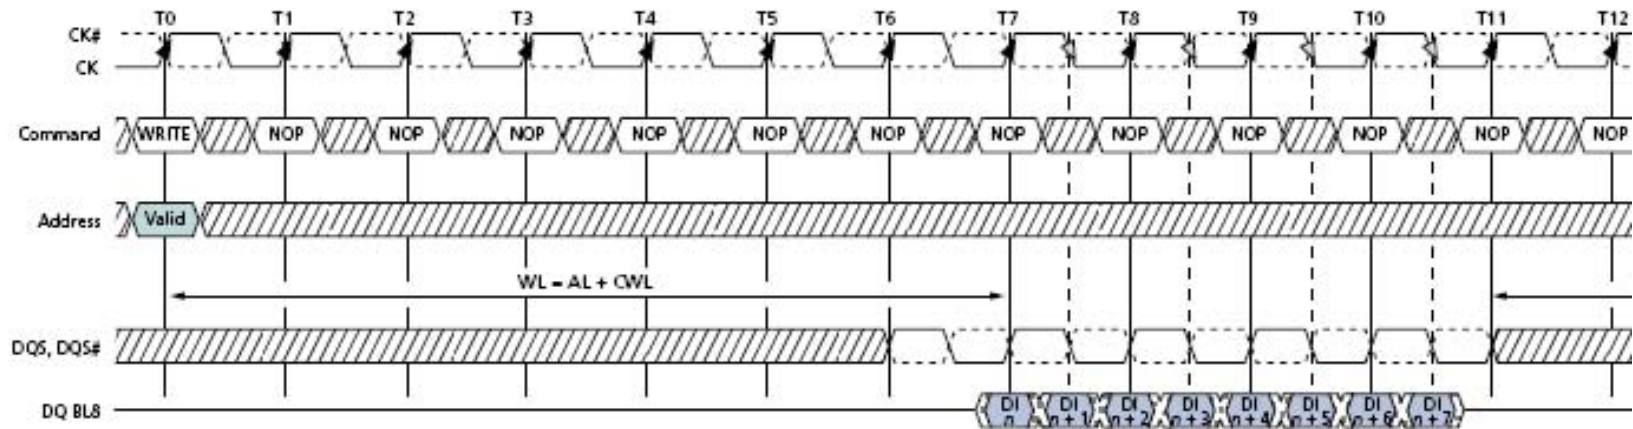 T0 T1 T2 T3 T4 T5 T6 T7 T8 T9 T10 T11 T12
CK#
CK
Command WRITE NOP NOP NOP NOP NOP NOP NOP NOP NOP NOP NOP NOP
Address Valid
WL = AL + CWL
DQS, DQS#
DQ BL8 DI n DI n + 1 DI n + 2 DI n + 3 DI n + 4 DI n + 5 DI n + 6 DI n + 7